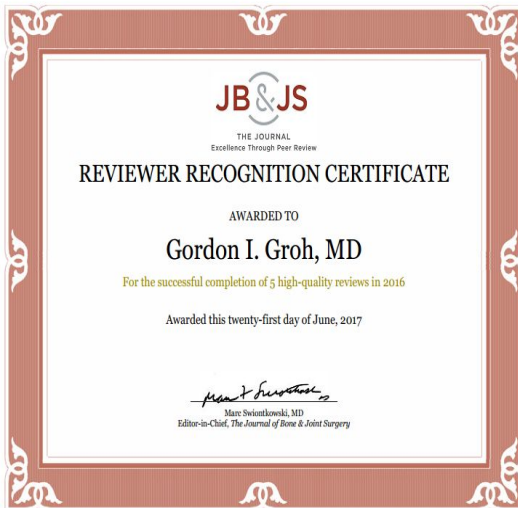 JB&JS
THE JOURNAL
Excellence Through Peer Review
REVIEWER RECOGNITION CERTIFICATE
AWARDED TO
Gordon I. Groh, MD
For the successful completion of 5 high-quality reviews in 2016
Awarded this twenty-first day of June, 2017
Marc Swiontkowski, MD
Editor-in-Chief, The Journal of Bone & Joint Surgery